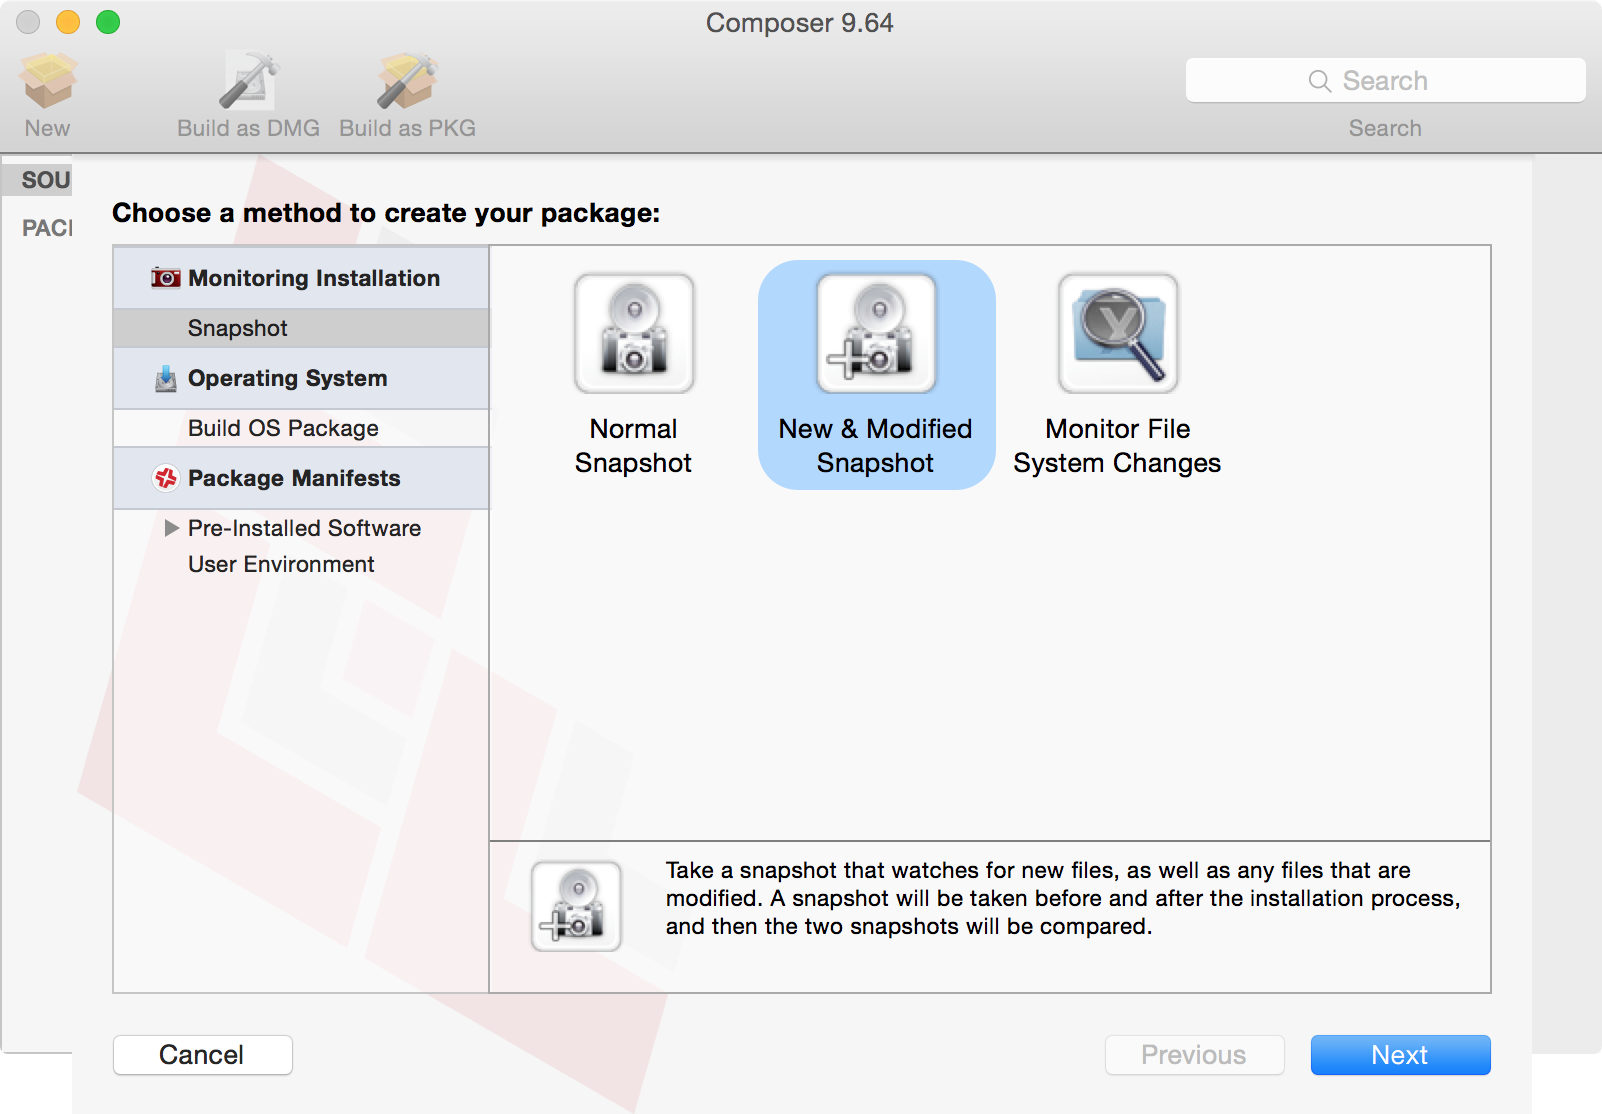 Composer 9.64
New
Build as DMG
Build as PKG
Search
Search
SOU
PACI
Choose a method to create your package:
Monitoring Installation
Snapshot
Operating System
Build OS Package
Package Manifests
Pre-Installed Software
User Environment
Normal
Snapshot
New & Modified
Snapshot
Monitor File
System Changes
Take a snapshot that watches for new files, as well as any files that are
modified. A snapshot will be taken before and after the installation process,
and then the two snapshots will be compared.
Cancel
Previous
Next